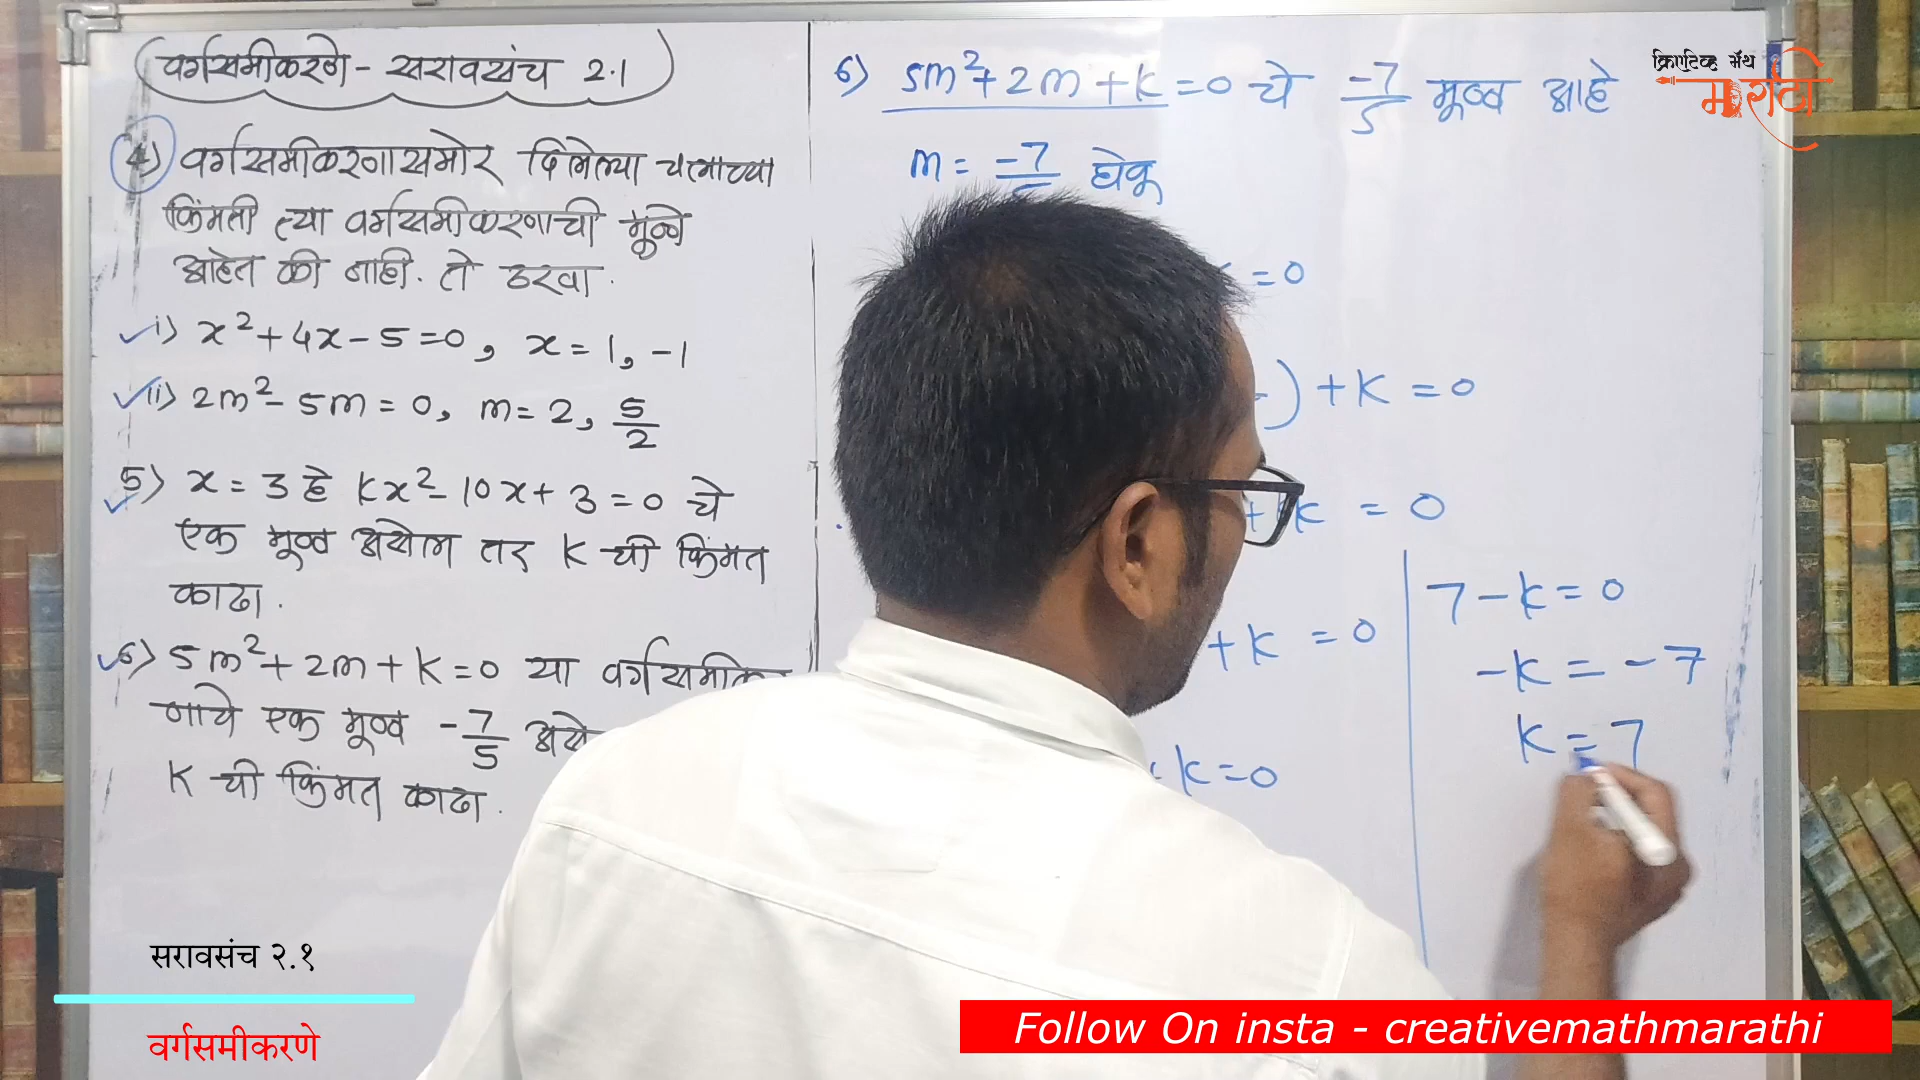 वर्गसमीकरणे - सरावसंच 2.1
4) वर्गसमीकरणासमोर दिलेल्या चलाच्या
किंमती त्या वर्गसमीकरणाची मूळे
आहेत की नाही. ते ठरवा.
i) x² + 4x - 5 = 0, x = 1, -1
ii) 2m² - 5m = 0, m = 2, 5/2
5) x = 3 हे kx² - 10x + 3 = 0 चे
एक मूळ असेल तर K ची किंमत
काढा.
6) 5m² + 2m + k = 0 या
णाचे एक मूळ -7/5
K ची किंमत काढा.
6) 5m² + 2m + k = 0 चे -7/5 मूळ आहे
m = -7 घेवू
= 0
) + K = 0
+ k = 0
+ k = 0
k = 0
7 - k = 0
-k = -7
k = 7
क्रिएटिव्ह मॅथ
मराठी
सरावसंच २.१
वर्गसमीकरणे
Follow On insta - creativemathmarathi